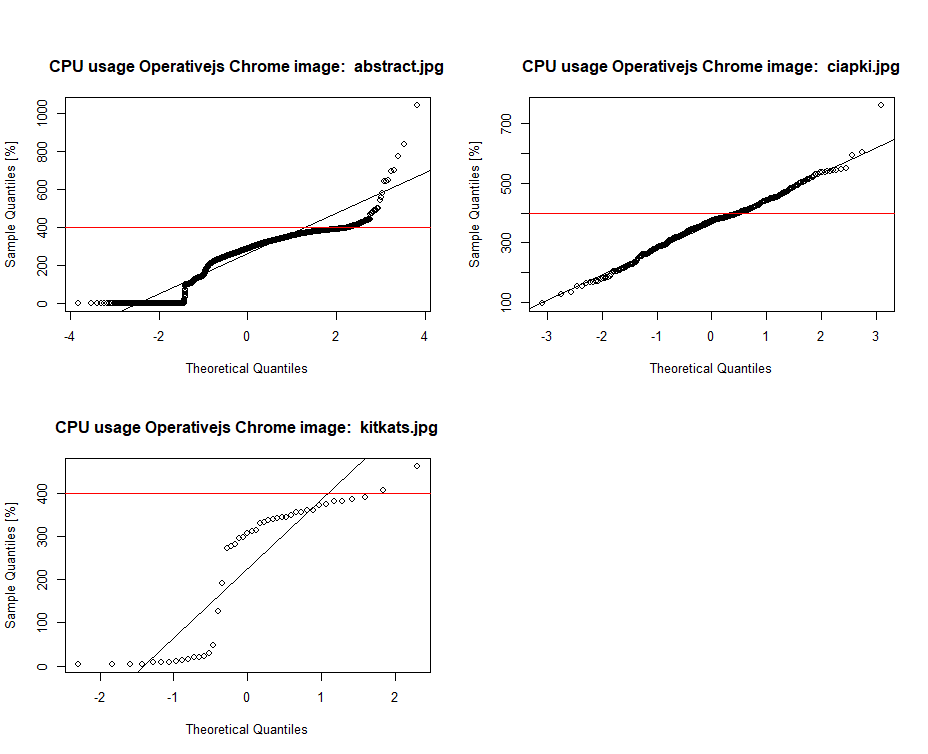 CPU usage Operativejs Chrome image:  abstract.jpg
Sample Quantiles [%]
0 200 400 600 800 1000
-4 -2 0 2 4
Theoretical Quantiles
CPU usage Operativejs Chrome image:  ciapki.jpg
Sample Quantiles [%]
100 300 500 700
-3 -2 -1 0 1 2 3
Theoretical Quantiles
CPU usage Operativejs Chrome image:  kitkats.jpg
Sample Quantiles [%]
0 100 200 300 400
-2 -1 0 1 2
Theoretical Quantiles